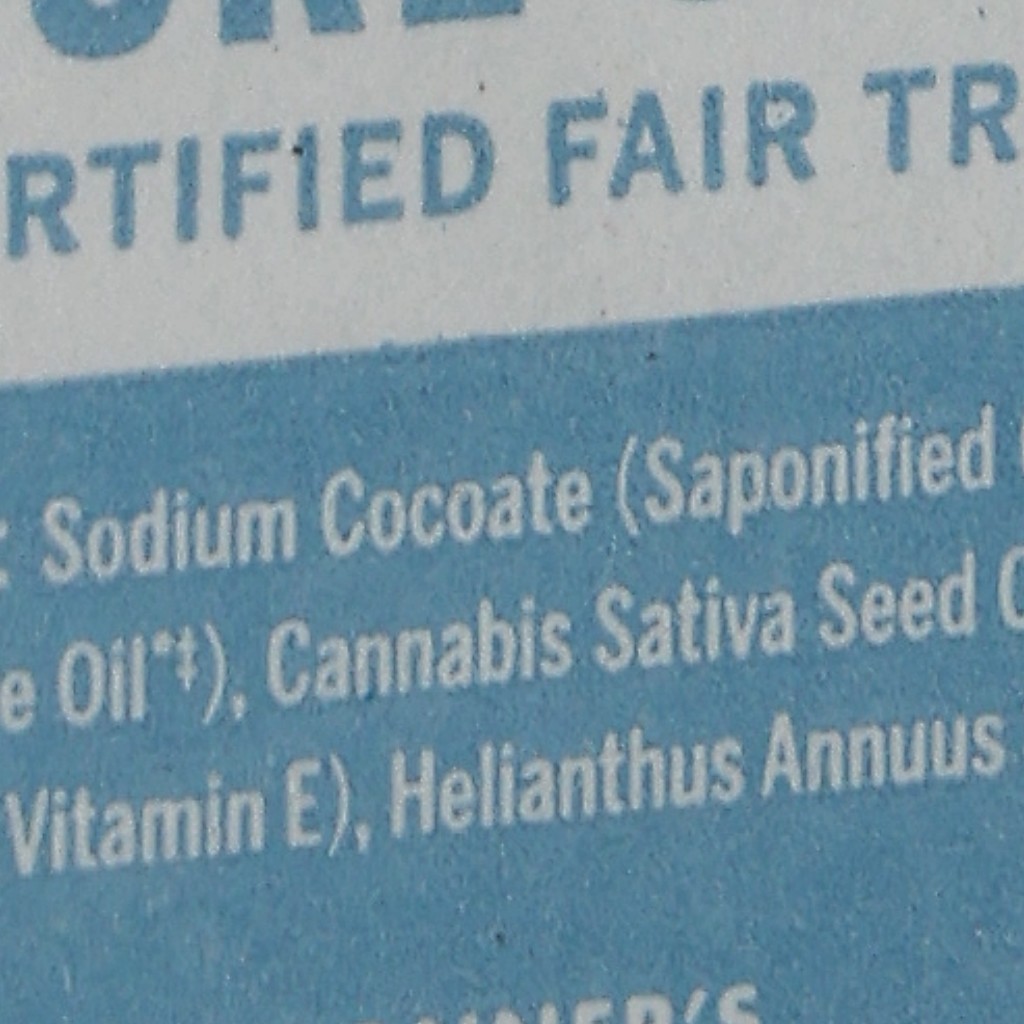 RTIFIED FAIR TR
: Sodium Cocoate (Saponified
e Oil*‡), Cannabis Sativa Seed O
Vitamin E), Helianthus Annuus